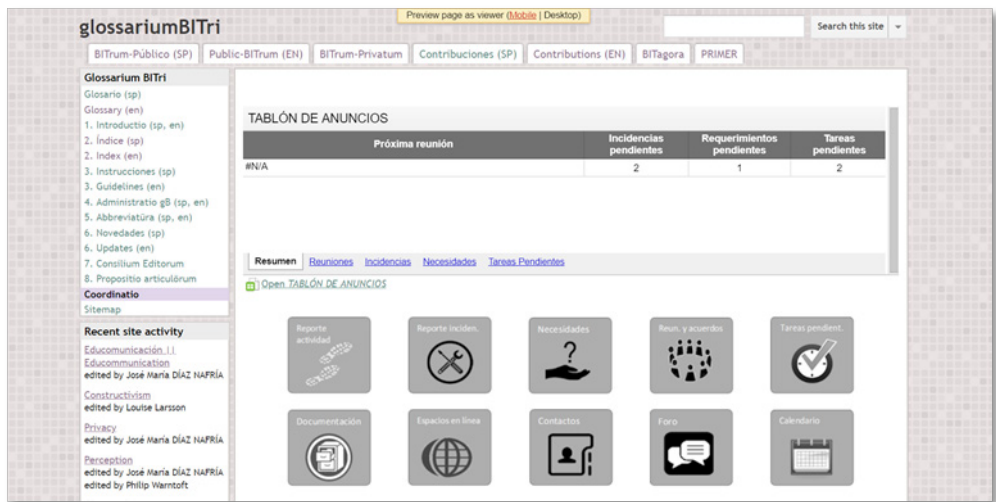 Preview page as viewer (Mobile | Desktop)
glossariumBITri
Search this site
BITrum-Público (SP) Public-BITrum (EN) BITrum-Privatum Contribuciones (SP) Contributions (EN) BITagora PRIMER
Glossarium BITri
Glosario (sp)
Glossary (en)
1. Introductio (sp, en)
2. Índice (sp)
2. Index (en)
3. Instrucciones (sp)
3. Guidelines (en)
4. Administratio gB (sp, en)
5. Abbreviatūra (sp, en)
6. Novedades (sp)
6. Updates (en)
7. Consilium Editorum
8. Propositio articulōrum
Coordinatio
Sitemap
Recent site activity
Educomunicación ||
Educommunication
edited by José María DÍAZ NAFRÍA
Constructivism
edited by Louise Larsson
Privacy
edited by José María DÍAZ NAFRÍA
Perception
edited by José María DÍAZ NAFRÍA
edited by Philip Warntoft
TABLÓN DE ANUNCIOS
Próxima reunión Incidencias pendientes Requerimientos pendientes Tareas pendientes
#N/A 2 1 2
Resumen Reuniones Incidencias Necesidades Tareas Pendientes
Open TABLÓN DE ANUNCIOS
Reporte actividad
Reporte inciden.
Necesidades
Reun. y acuerdos
Tareas pendient.
Documentación
Espacios en línea
Contactos
Foro
Calendario